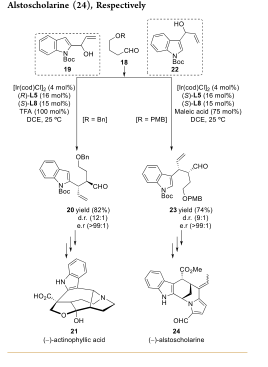 Alstoscholarine (24), Respectively
OR
HO
OH
O
N
Boc
19
18
N
Boc
22
[Ir(cod)Cl]2 (4 mol%)
(R)-L5 (16 mol%)
(S)-L8 (15 mol%)
TFA (100 mol%)
DCE, 25 ºC
[R = Bn]
[R = PMB]
[Ir(cod)Cl]2 (4 mol%)
(S)-L5 (16 mol%)
(S)-L8 (15 mol%)
Maleic acid (75 mol%)
DCE, 25 ºC
OBn
CHO
N
Boc
CHO
N
Boc
OPMB
20 yield (82%)
d.r. (12:1)
e.r (>99:1)
23 yield (74%)
d.r. (9:1)
e.r (>99:1)
HN
HO2C
N
O
OH
CO2Me
N
H
N
OHC
21
(−)-actinophyllic acid
24
(−)-alstoscholarine